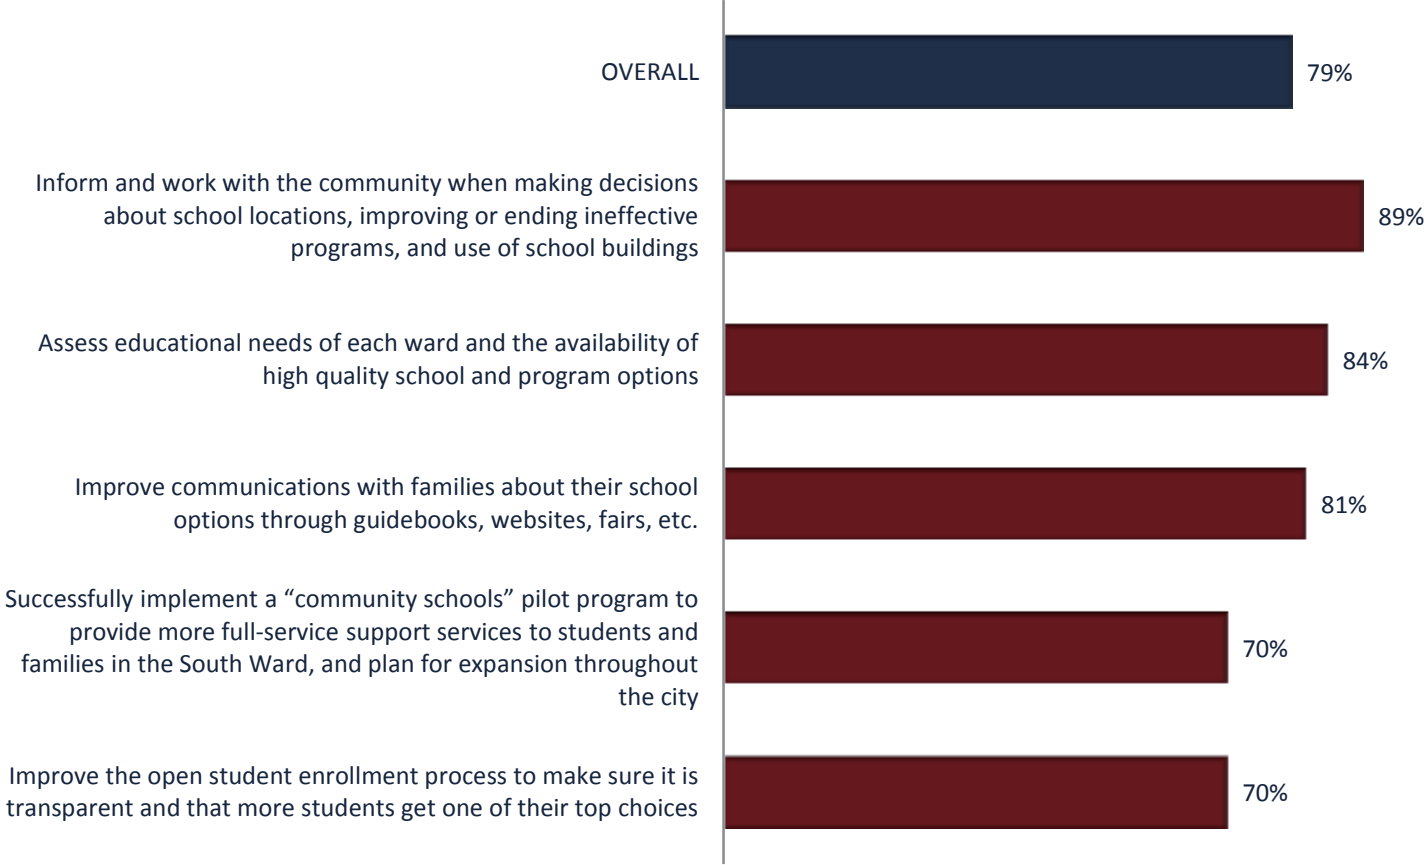 OVERALL
79%
Inform and work with the community when making decisions
about school locations, improving or ending ineffective
programs, and use of school buildings
89%
Assess educational needs of each ward and the availability of
high quality school and program options
84%
Improve communications with families about their school
options through guidebooks, websites, fairs, etc.
81%
Successfully implement a “community schools” pilot program to
provide more full-service support services to students and
families in the South Ward, and plan for expansion throughout
the city
70%
Improve the open student enrollment process to make sure it is
transparent and that more students get one of their top choices
70%